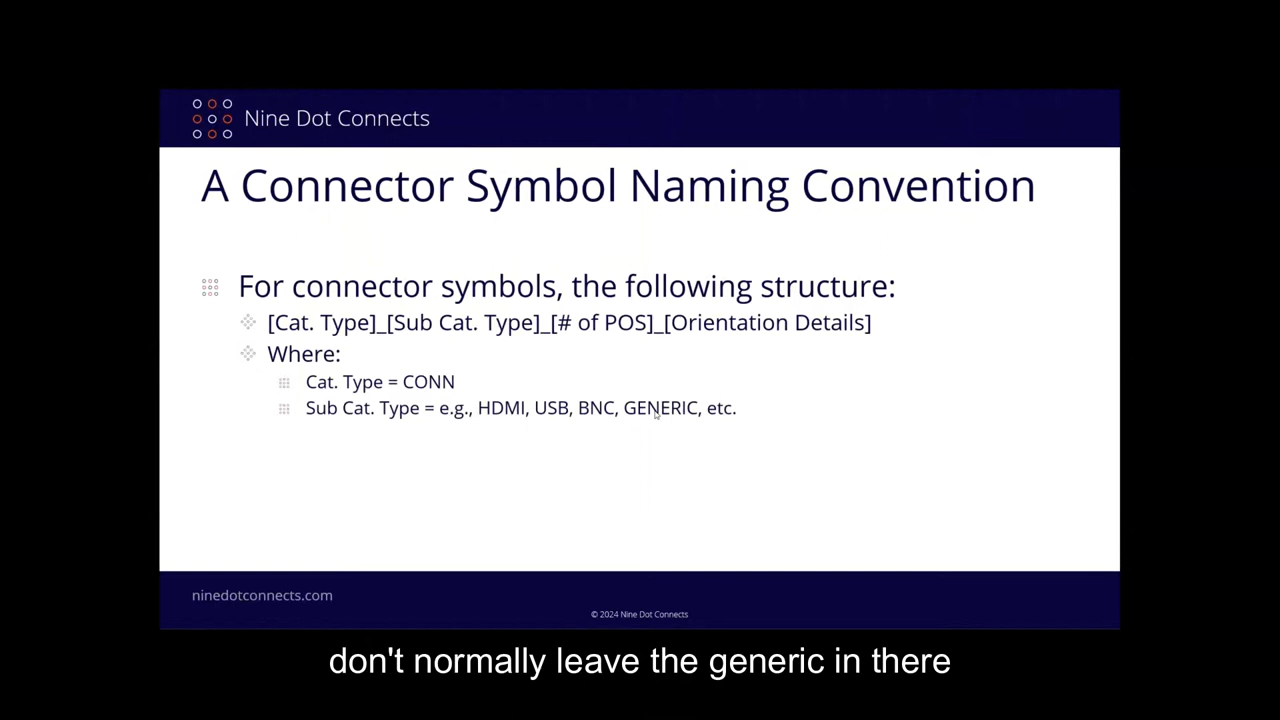 Nine Dot Connects
A Connector Symbol Naming Convention
For connector symbols, the following structure:
[Cat. Type]_[Sub Cat. Type]_[# of POS]_[Orientation Details]
Where:
Cat. Type = CONN
Sub Cat. Type = e.g., HDMI, USB, BNC, GENERIC, etc.
ninedotconnects.com
© 2024 Nine Dot Connects
don't normally leave the generic in there